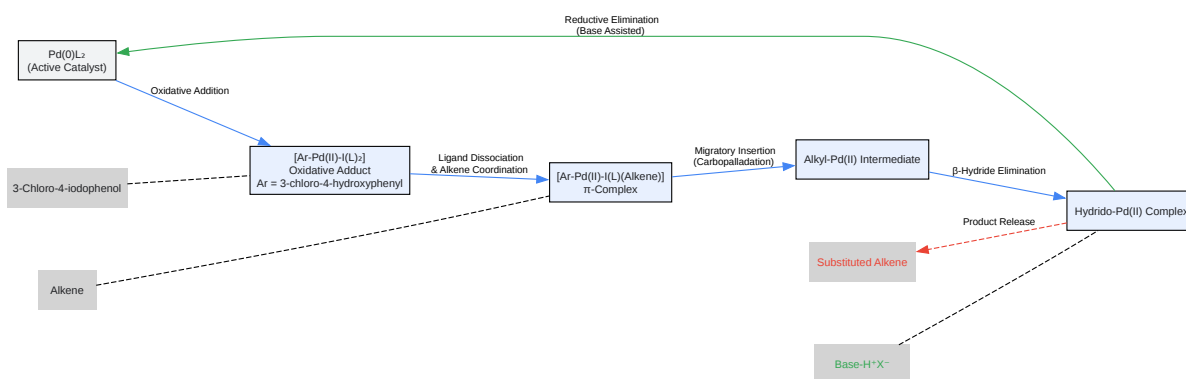 Reductive Elimination
(Base Assisted)
Pd(0)L₂
(Active Catalyst)
Oxidative Addition
[Ar-Pd(II)-I(L)₂]
Oxidative Adduct
Ar = 3-chloro-4-hydroxyphenyl
3-Chloro-4-iodophenol
Ligand Dissociation
& Alkene Coordination
[Ar-Pd(II)-I(L)(Alkene)]
π-Complex
Migratory Insertion
(Carbopalladation)
Alkyl-Pd(II) Intermediate
β-Hydride Elimination
Hydrido-Pd(II) Complex
Product Release
Substituted Alkene
Alkene
Base-H⁺X⁻